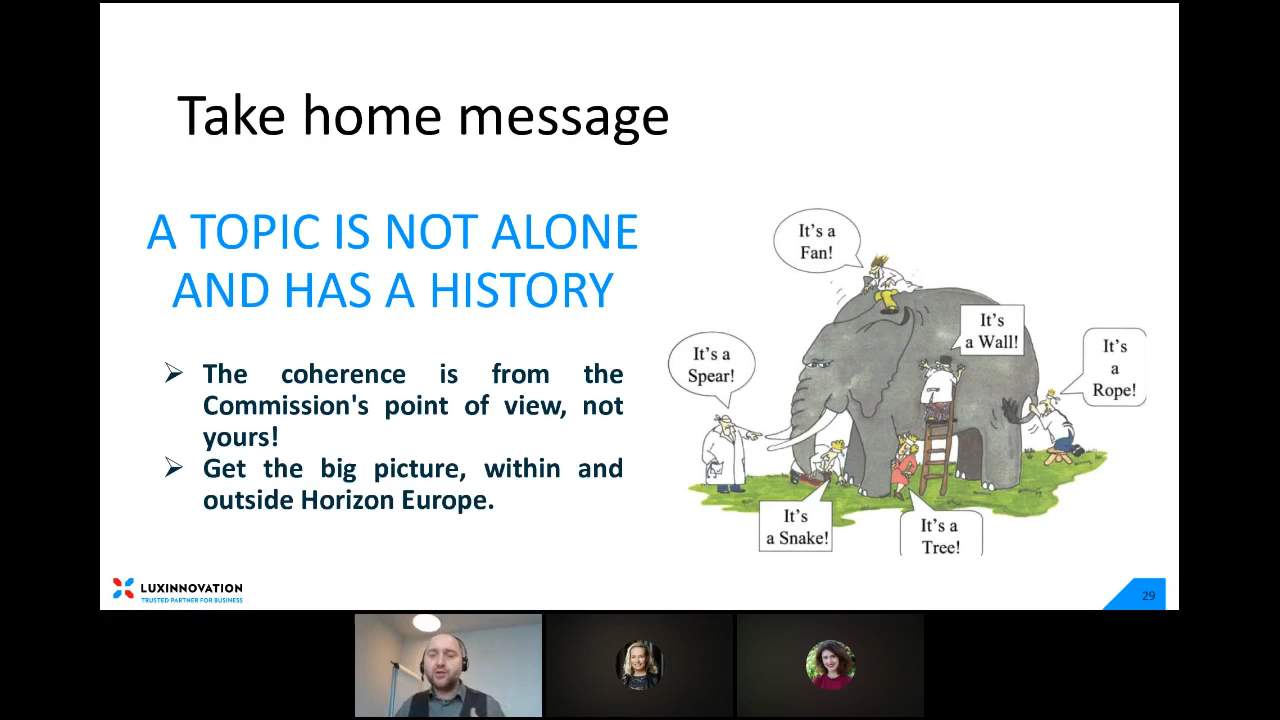 Take home message
A TOPIC IS NOT ALONE
AND HAS A HISTORY
➢ The coherence is from the
Commission's point of view, not
yours!
➢ Get the big picture, within and
outside Horizon Europe.
It's a
Fan!
It's
a Wall!
It's a
Spear!
It's
a
Rope!
It's
a Snake!
It's a
Tree!
LUXINNOVATION
TRUSTED PARTNER FOR BUSINESS
29